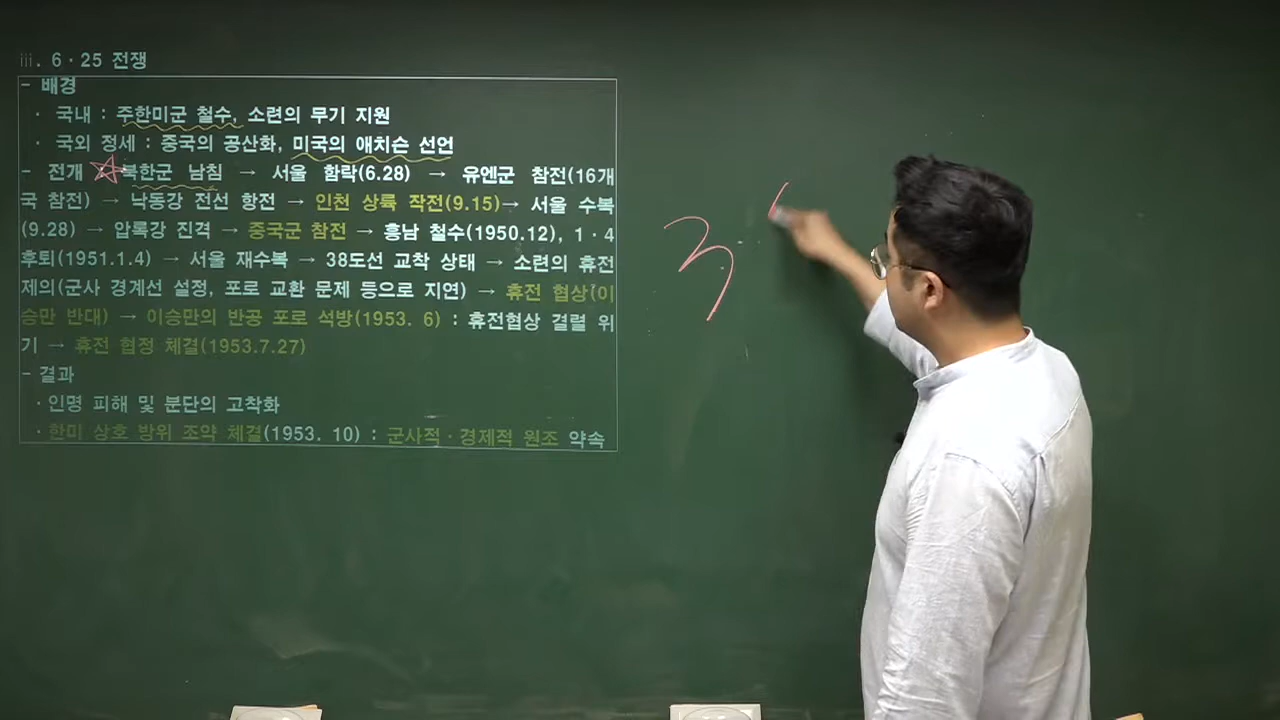 ⅲ. 6·25 전쟁
- 배경
· 국내 : 주한미군 철수, 소련의 무기 지원
· 국외 정세 : 중국의 공산화, 미국의 애치슨 선언
- 전개 : 북한군 남침 → 서울 함락(6.28) → 유엔군 참전(16개
국 참전) → 낙동강 전선 항전 → 인천 상륙 작전(9.15)→ 서울 수복
(9.28) → 압록강 진격 → 중국군 참전 → 흥남 철수(1950.12), 1·4
후퇴(1951.1.4) → 서울 재수복 → 38도선 교착 상태 → 소련의 휴전
제의(군사 경계선 설정, 포로 교환 문제 등으로 지연) → 휴전 협상(이
승만 반대) → 이승만의 반공 포로 석방(1953. 6) : 휴전협상 결렬 위
기 → 휴전 협정 체결(1953.7.27)
- 결과
·인명 피해 및 분단의 고착화
·한미 상호 방위 조약 체결(1953. 10) : 군사적·경제적 원조 약속
3